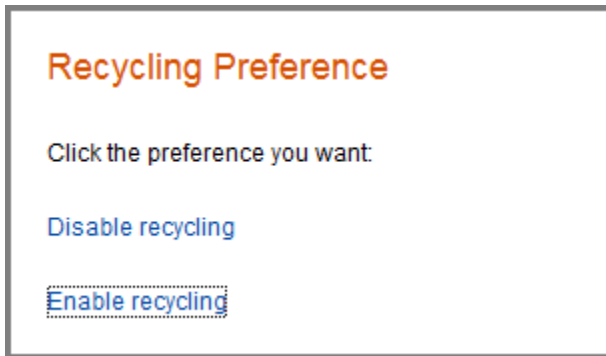 Recycling Preference
Click the preference you want:
Disable recycling
Enable recycling